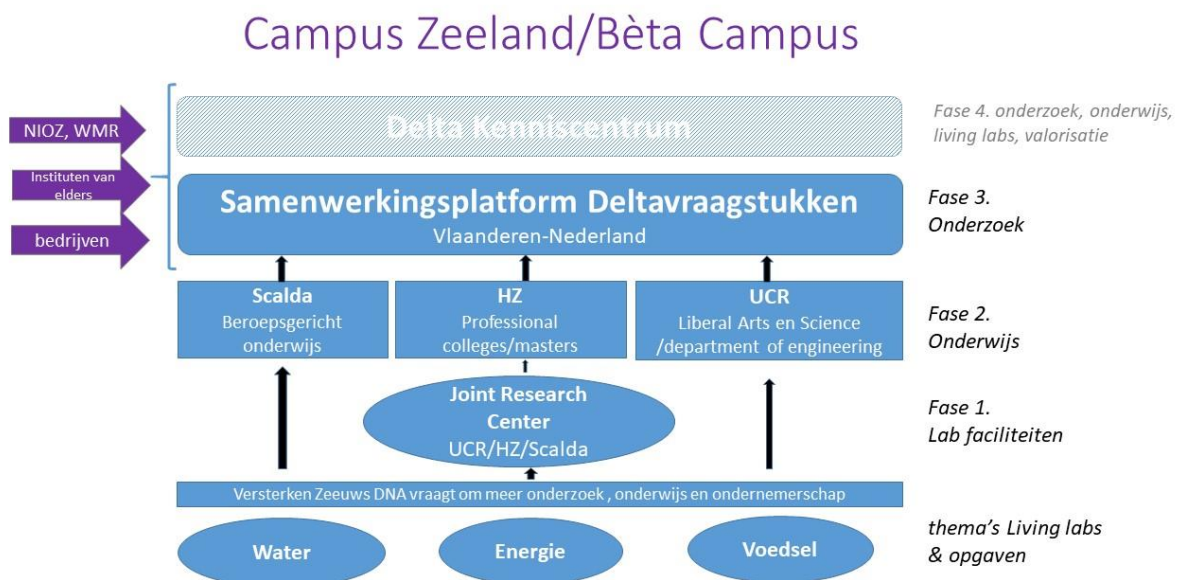 Campus Zeeland/Bèta Campus
NIOZ, WMR
Instituten van
elders
bedrijven
Delta Kenniscentrum
Fase 4. onderzoek, onderwijs,
living labs, valorisatie
Samenwerkingsplatform Deltavraagstukken
Vlaanderen-Nederland
Fase 3.
Onderzoek
Scalda
Beroepsgericht
onderwijs
HZ
Professional
colleges/masters
UCR
Liberal Arts en Science
/department of engineering
Fase 2.
Onderwijs
Joint Research
Center
UCR/HZ/Scalda
Fase 1.
Lab faciliteiten
Versterken Zeeuws DNA vraagt om meer onderzoek , onderwijs en ondernemerschap
Water
Energie
Voedsel
thema's Living labs
& opgaven